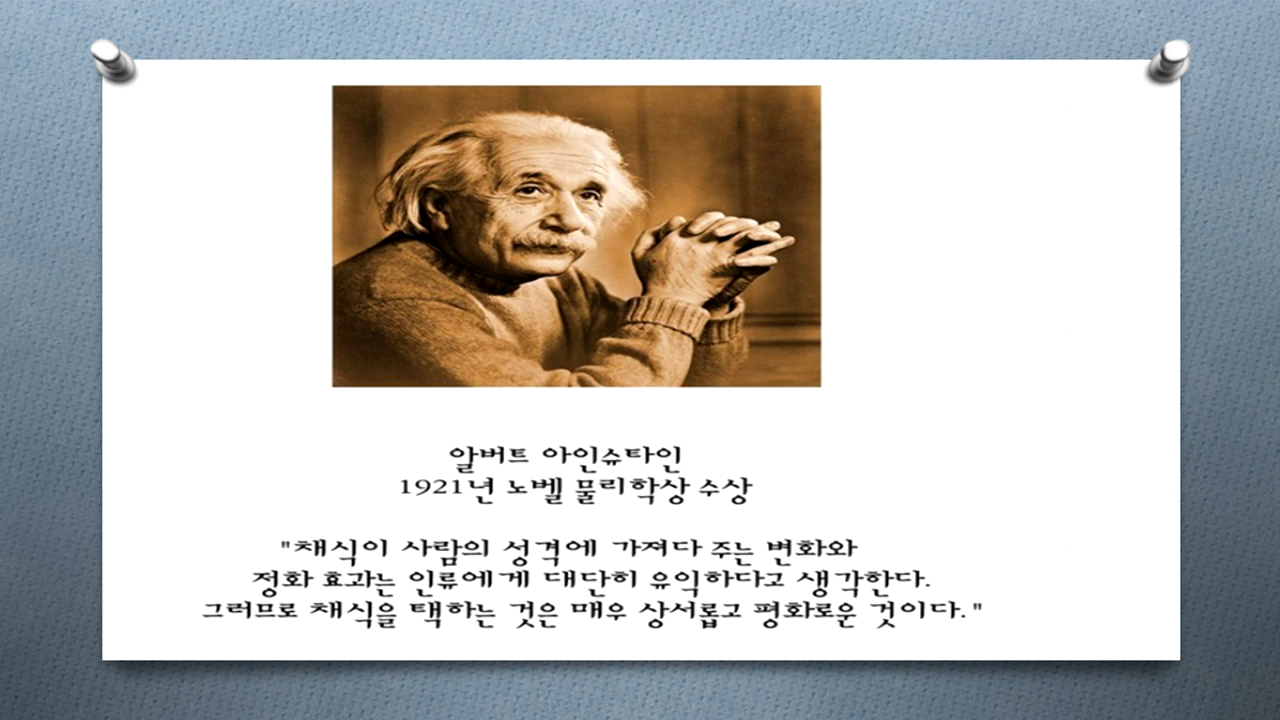 알버트 아인슈타인
1921년 노벨 물리학상 수상
"채식이 사람의 성격에 가져다 주는 변화와
정화 효과는 인류에게 대단히 유익하다고 생각한다.
그러므로 채식을 택하는 것은 매우 상서롭고 평화로운 것이다."